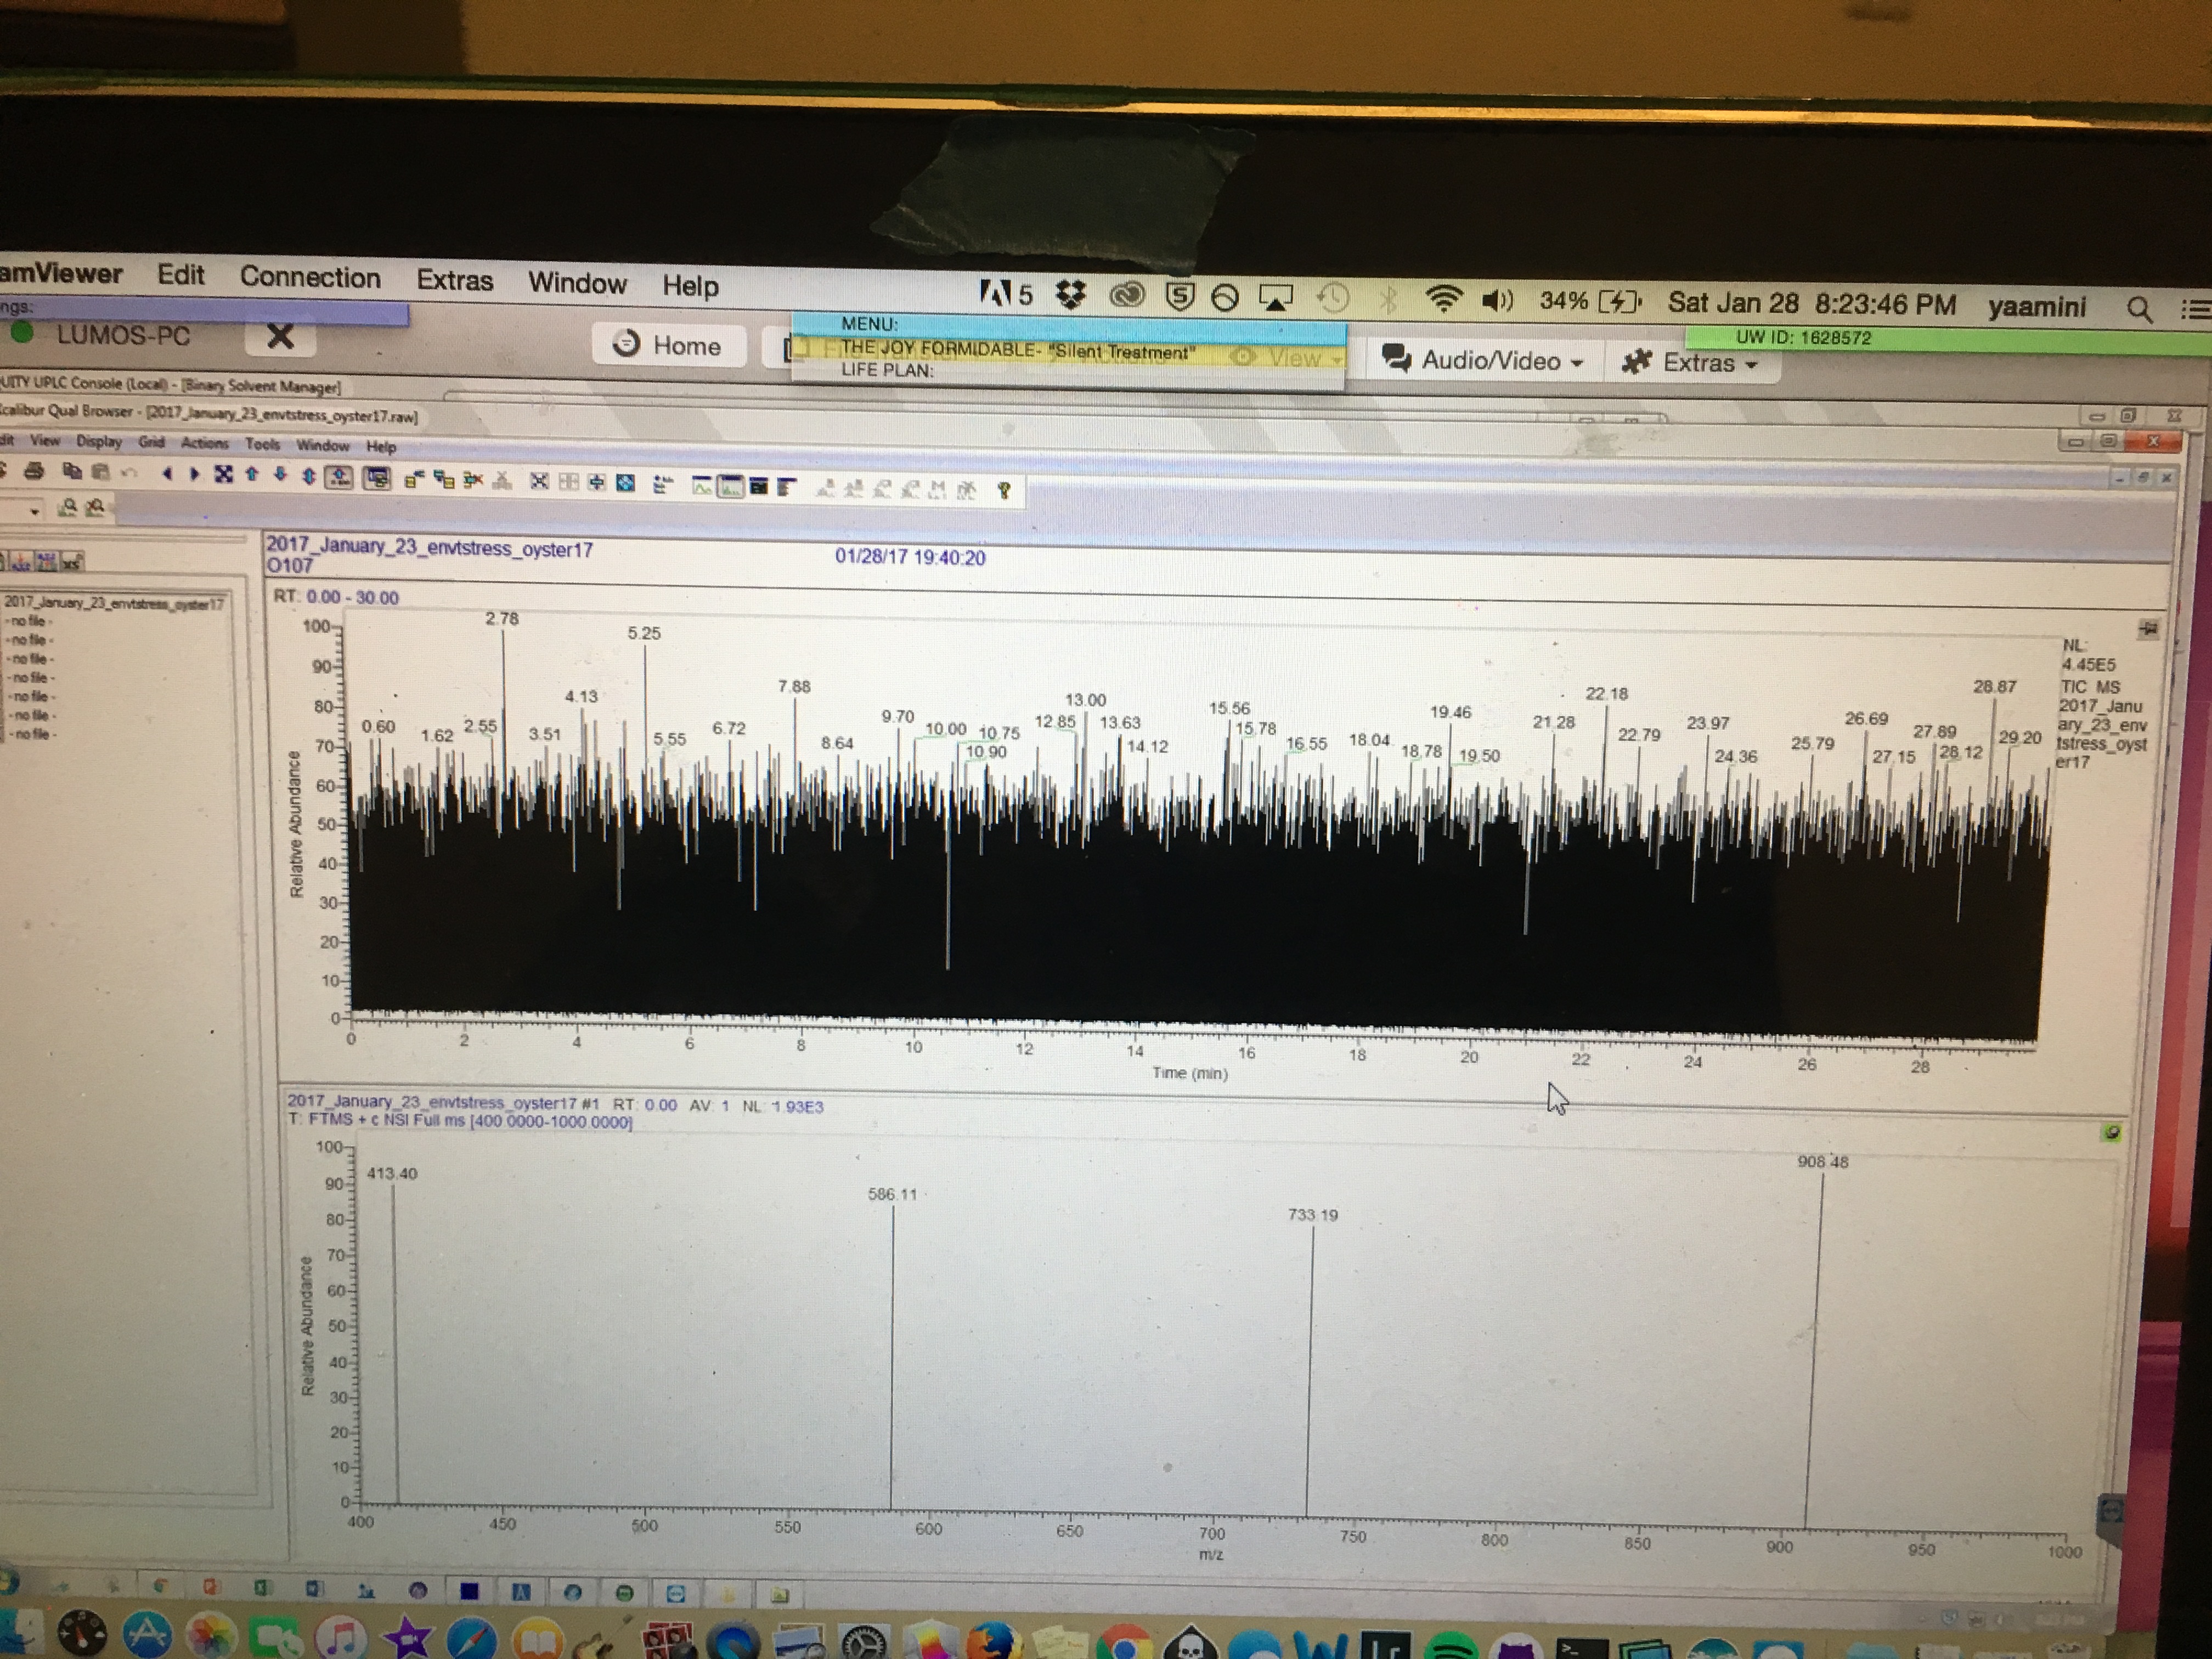 amViewer Edit Connection Extras Window Help 5 34% Sat Jan 28 8:23:46 PM yaamini
ngs:
MENU:
UW ID: 1628572
LUMOS-PC Home THE JOY FORMIDABLE- "Silent Treatment" View Audio/Video Extras
LIFE PLAN:
UITY UPLC Console (Local) - [Binary Solvent Manager]
calibur Qual Browser - [2017_January_23_envtstress_oyster17.raw]
dit View Display Grid Actions Tools Window Help
2017_January_23_envtstress_oyster17 01/28/17 19:40:20
O107
2017_January_23_envtstress_oyster17
-no file -
-no file -
-no file -
-no file -
-no file -
-no file -
-no file -
RT: 0.00 - 30.00
NL:
4.45E5
TIC MS
2017_Janu
ary_23_env
tstress_oyst
er17
Relative Abundance
100
90
80
70
60
50
40
30
20
10
0
0.60 1.62 2.55 2.78 3.51 4.13 5.25 5.55 6.72 7.88 8.64 9.70 10.00 10.75 10.90 12.85 13.00 13.63 14.12 15.56 15.78 16.55 18.04 18.78 19.46 19.50 21.28 22.18 22.79 23.97 24.36 25.79 26.69 27.15 27.89 28.12 28.87 29.20
0 2 4 6 8 10 12 14 16 18 20 22 24 26 28
Time (min)
2017_January_23_envtstress_oyster17 #1 RT: 0.00 AV: 1 NL: 1.93E3
T: FTMS + c NSI Full ms [400.0000-1000.0000]
Relative Abundance
100
90
80
70
60
50
40
30
20
10
0
413.40 586.11 733.19 908.48
400 450 500 550 600 650 700 750 800 850 900 950 1000
m/z